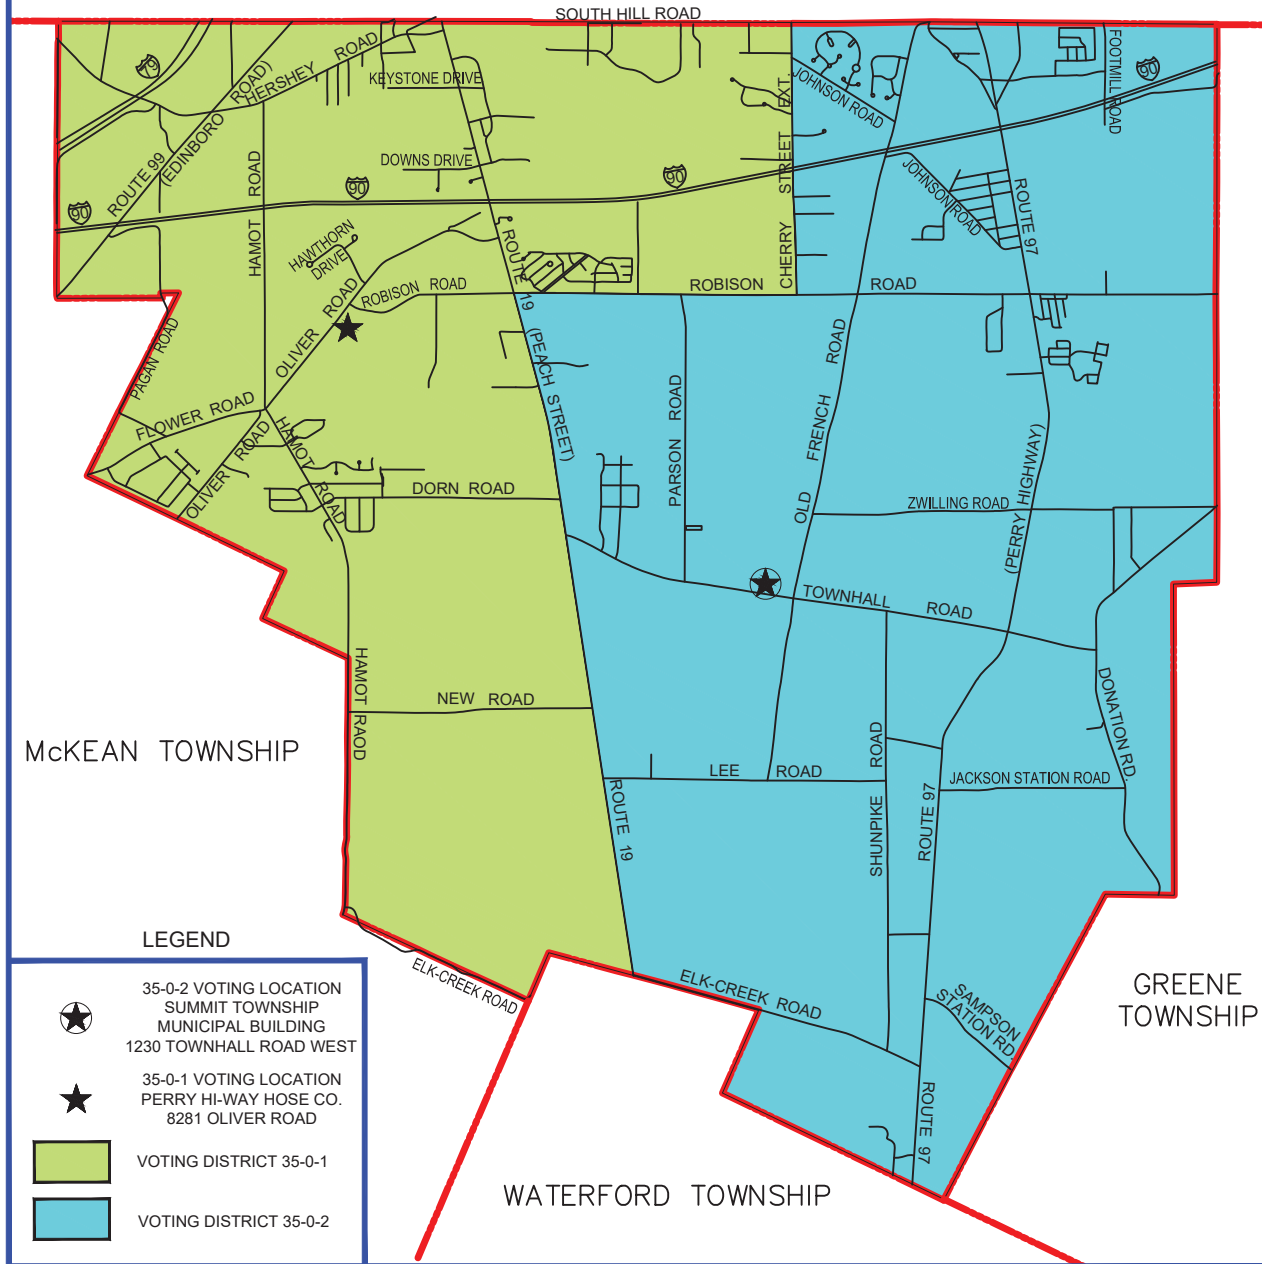 SOUTH HILL ROAD
79
HERSHEY ROAD
KEYSTONE DRIVE
JOHNSON ROAD
FOOTMILL ROAD
90
ROUTE 99
(EDINBORO ROAD)
HAMOT ROAD
DOWNS DRIVE
90
90
90
CHERRY STREET EXT.
JOHNSON ROAD
ROUTE 97
HAWTHORN
DRIVE
OLIVER ROAD
ROBISON ROAD
ROUTE 19 (PEACH STREET)
ROBISON ROAD
PAGAN ROAD
FLOWER ROAD
OLIVER ROAD
HAMOT ROAD
DORN ROAD
PARSON ROAD
OLD FRENCH ROAD
ZWILLING ROAD
(PERRY HIGHWAY)
TOWNHALL ROAD
HAMOT RAOD
NEW ROAD
DONATION RD.
McKEAN TOWNSHIP
LEE ROAD
SHUNPIKE ROAD
JACKSON STATION ROAD
ROUTE 97
ROUTE 19
ELK-CREEK ROAD
ELK-CREEK ROAD
SAMPSON
STATION RD.
GREENE
TOWNSHIP
ROUTE 97
WATERFORD TOWNSHIP
LEGEND
35-0-2 VOTING LOCATION
SUMMIT TOWNSHIP
MUNICIPAL BUILDING
1230 TOWNHALL ROAD WEST
35-0-1 VOTING LOCATION
PERRY HI-WAY HOSE CO.
8281 OLIVER ROAD
VOTING DISTRICT 35-0-1
VOTING DISTRICT 35-0-2